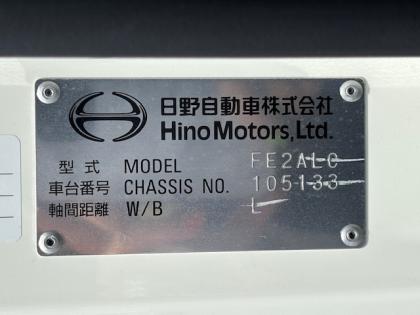 日野自動車株式会社
Hino Motors, Ltd.
型式 MODEL FE2ALC
車台番号 CHASSIS NO. 105133
軸間距離 W/B L